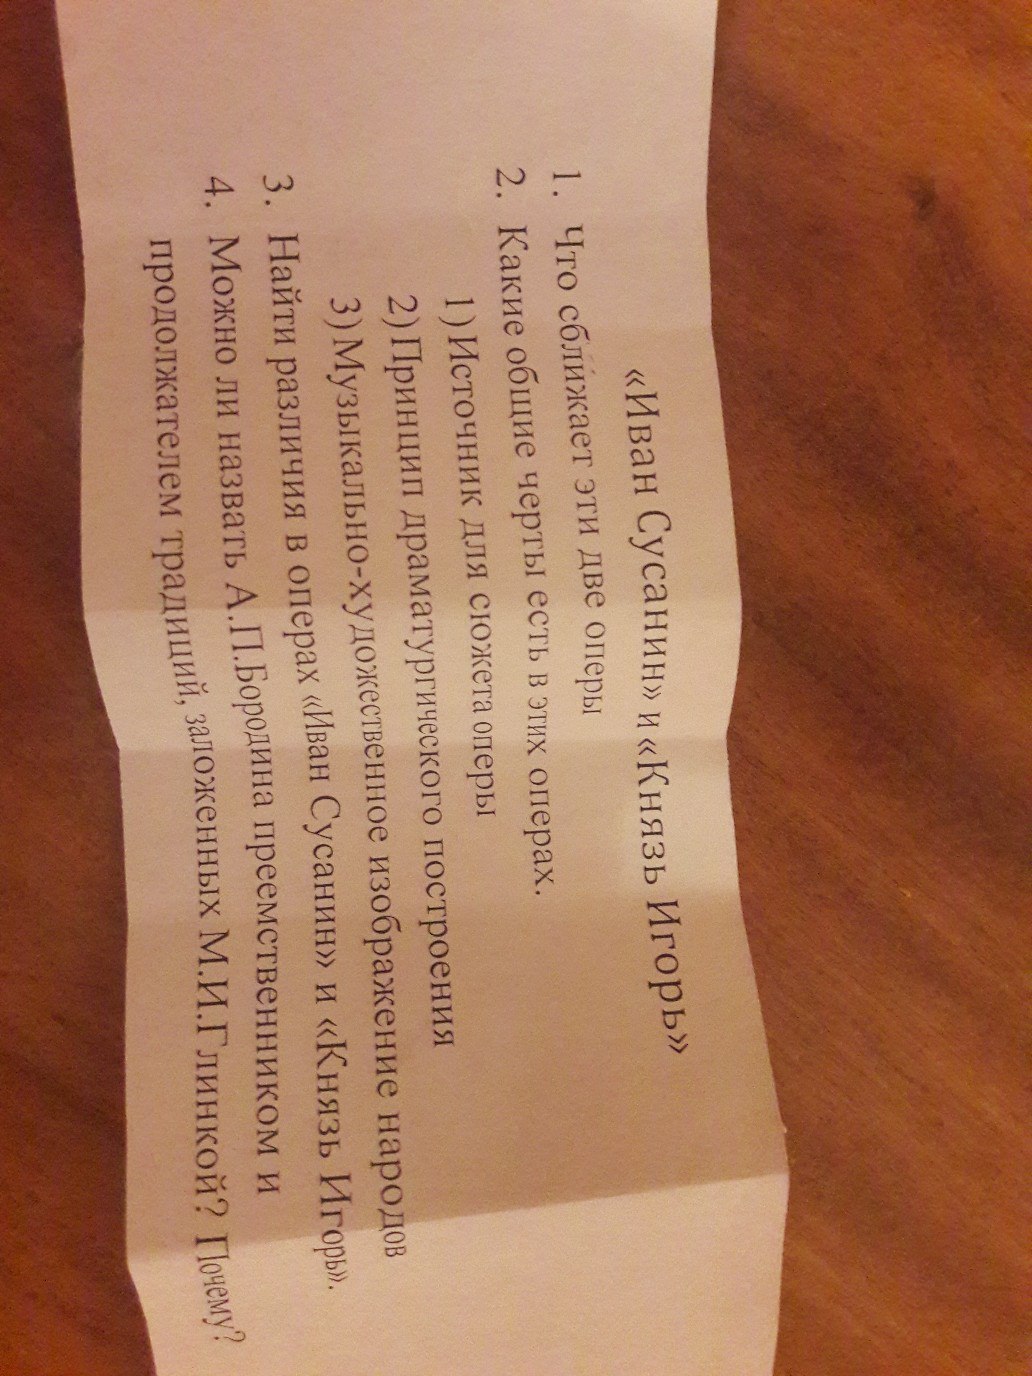 «Иван Сусанин» и «Князь Игорь»
1. Что сближает эти две оперы
2. Какие общие черты есть в этих операх.
1) Источник для сюжета оперы
2) Принцип драматургического построения
3) Музыкально-художественное изображение народов
3. Найти различия в операх «Иван Сусанин» и «Князь Игорь».
4. Можно ли назвать А.П.Бородина преемственником и
продолжателем традиций, заложенных М.И.Глинкой? Почему?